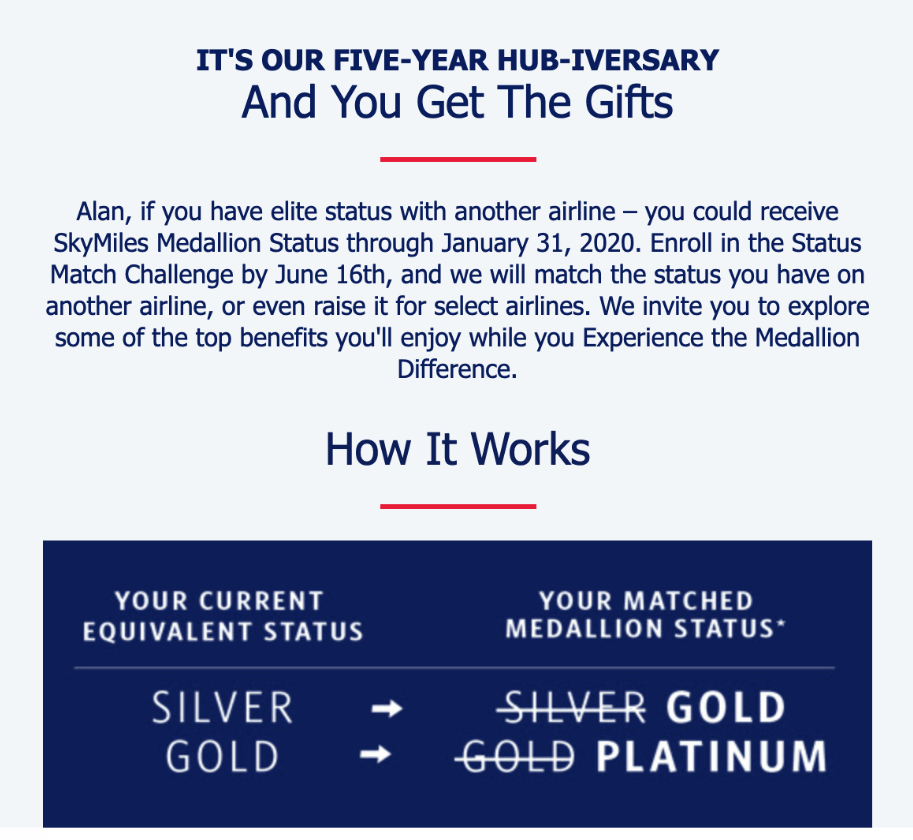 IT'S OUR FIVE-YEAR HUB-IVERSARY
And You Get The Gifts
Alan, if you have elite status with another airline – you could receive
SkyMiles Medallion Status through January 31, 2020. Enroll in the Status
Match Challenge by June 16th, and we will match the status you have on
another airline, or even raise it for select airlines. We invite you to explore
some of the top benefits you'll enjoy while you Experience the Medallion
Difference.
How It Works
YOUR CURRENT
EQUIVALENT STATUS
YOUR MATCHED
MEDALLION STATUS*
SILVER → SILVER GOLD
GOLD → GOLD PLATINUM